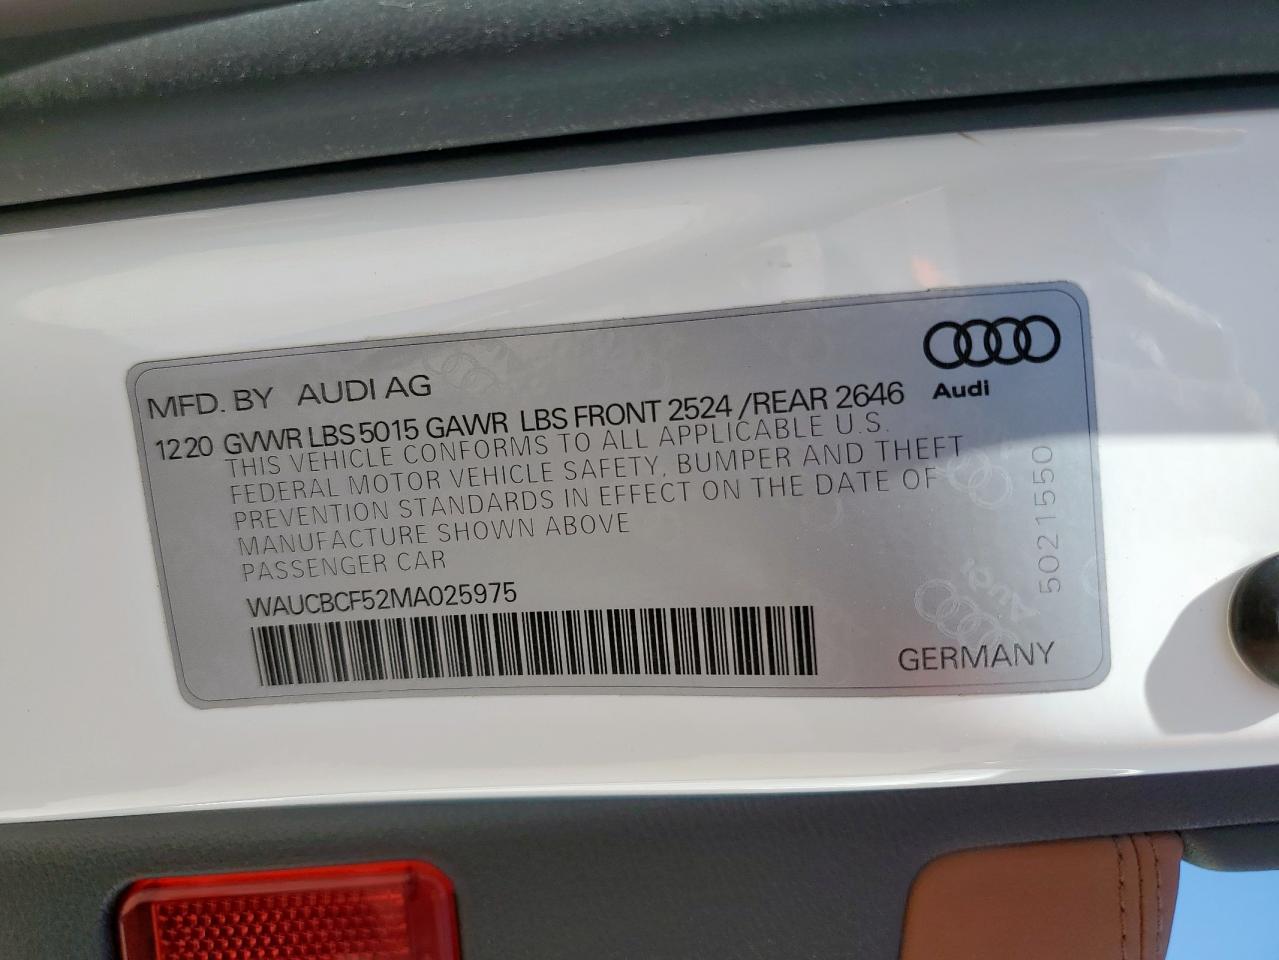 MFD. BY AUDI AG
Audi
12 20 GVWR LBS 5015 GAWR LBS FRONT 2524 / REAR 2646
THIS VEHICLE CONFORMS TO ALL APPLICABLE U.S.
FEDERAL MOTOR VEHICLE SAFETY, BUMPER AND THEFT
PREVENTION STANDARDS IN EFFECT ON THE DATE OF
MANUFACTURE SHOWN ABOVE
PASSENGER CAR
WAUCBCF52MA025975
5021550
Audi
GERMANY